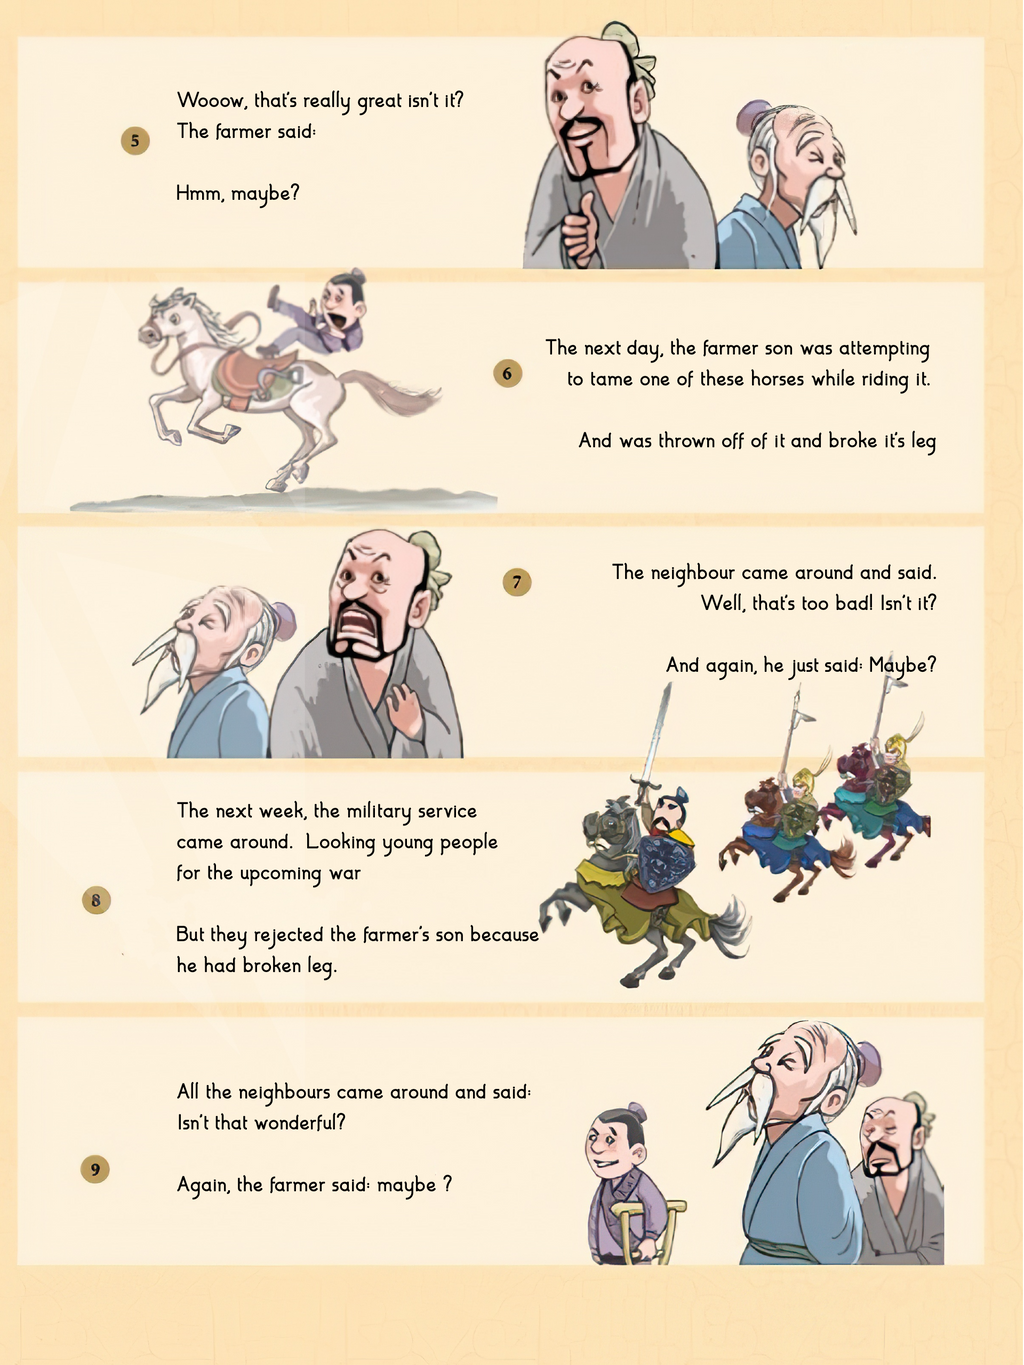 5
Wooow, that's really great isn't it?
The farmer said:
Hmm, maybe?
6
The next day, the farmer son was attempting
to tame one of these horses while riding it.
And was thrown off of it and broke it's leg
7
The neighbour came around and said.
Well, that's too bad! Isn't it?
And again, he just said: Maybe?
8
The next week, the military service
came around.  Looking young people
for the upcoming war
But they rejected the farmer's son because
he had broken leg.
9
All the neighbours came around and said:
Isn't that wonderful?
Again, the farmer said: maybe ?